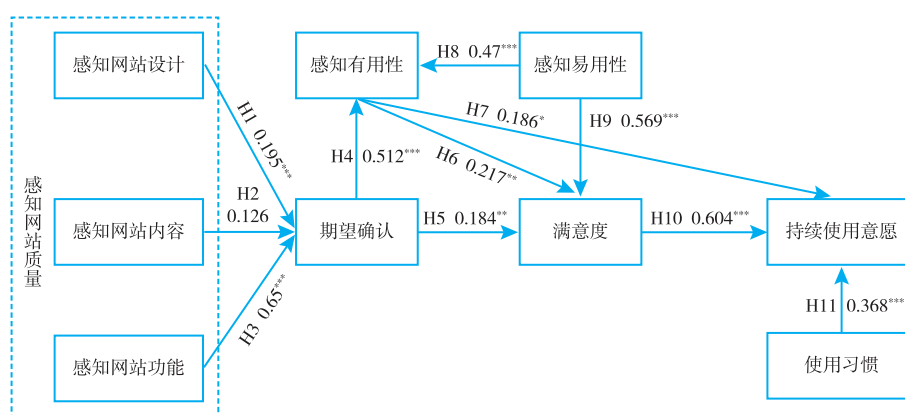 感知网站质量
感知网站设计
感知网站内容
感知网站功能
H1 0.195***
H2
0.126
H3 0.65***
感知有用性
H8 0.47***
感知易用性
H4 0.512***
H6 0.217**
H7 0.186*
H9 0.569***
期望确认
H5 0.184**
满意度
H10 0.604***
持续使用意愿
H11 0.368***
使用习惯